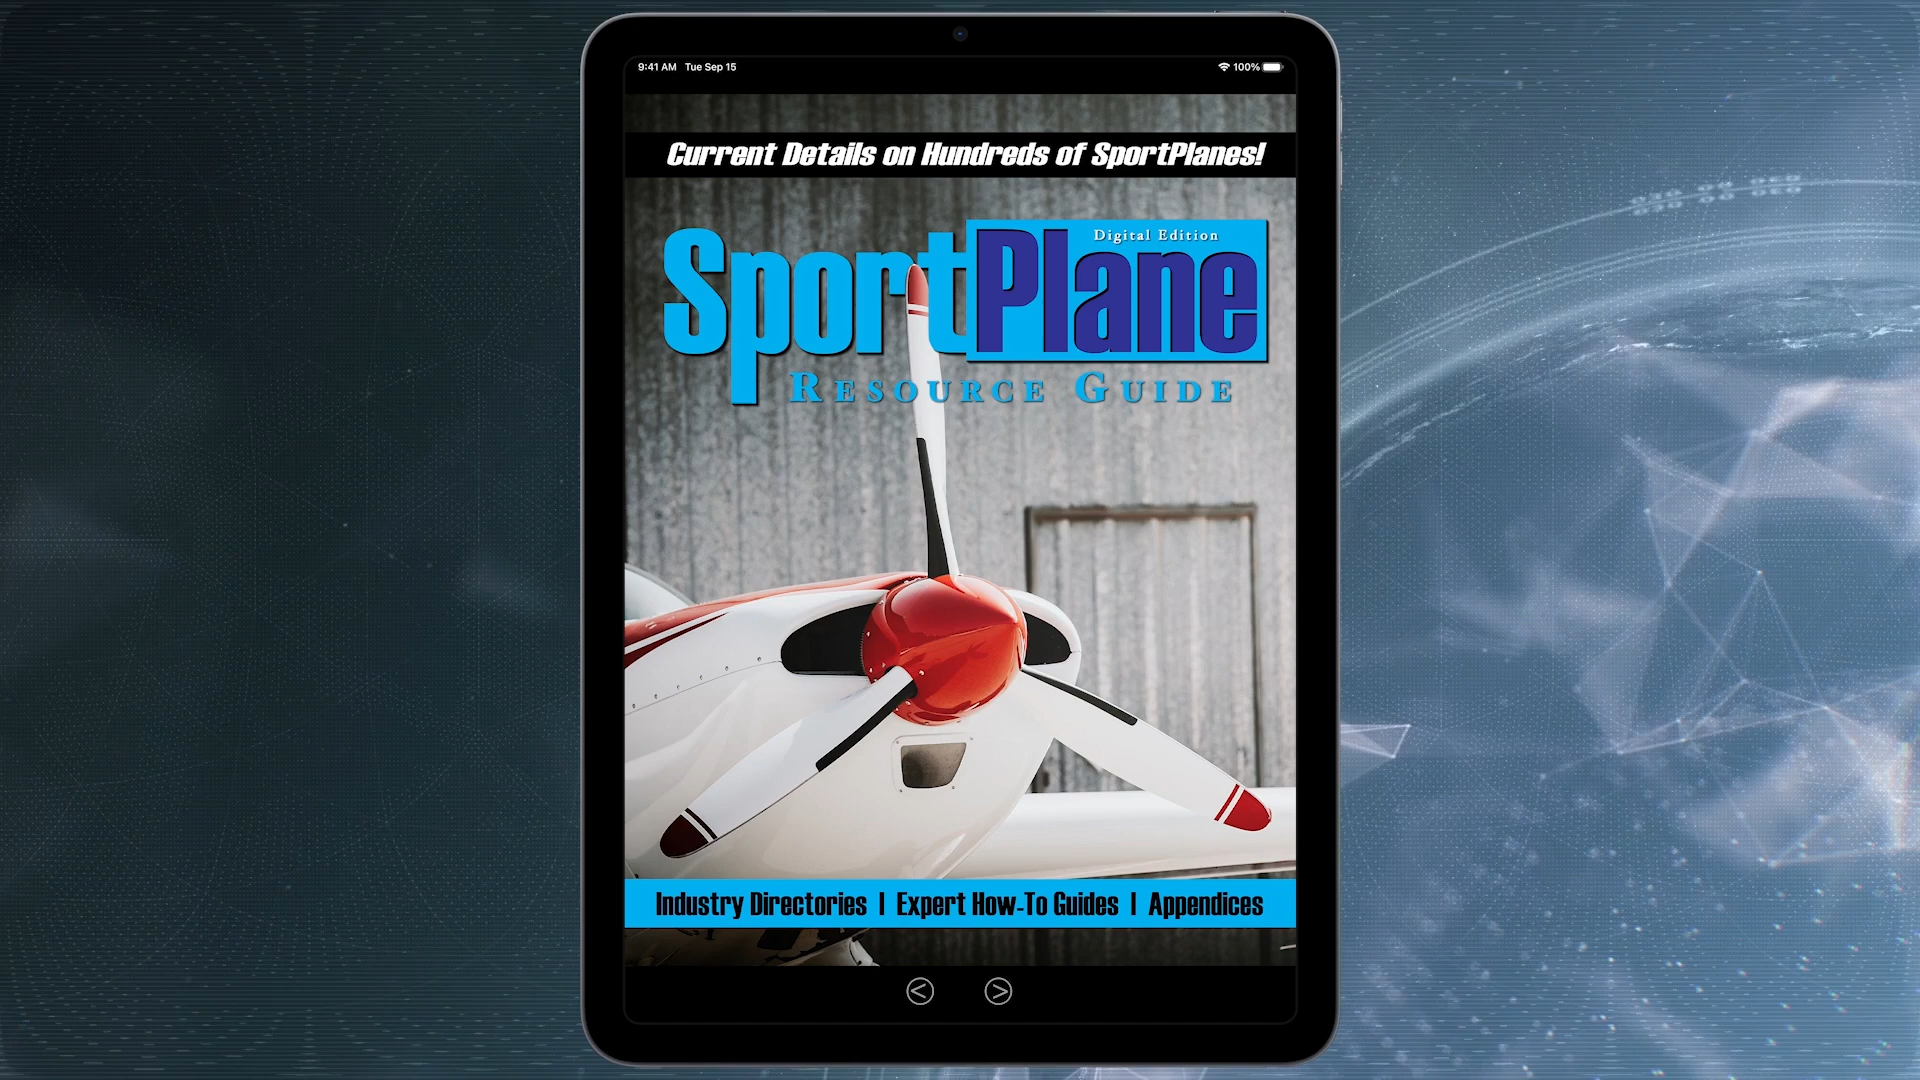 9:41 AM Tue Sep 15
100%
Current Details on Hundreds of SportPlanes!
Digital Edition
SportPlane
Resource Guide
Industry Directories | Expert How-To Guides | Appendices